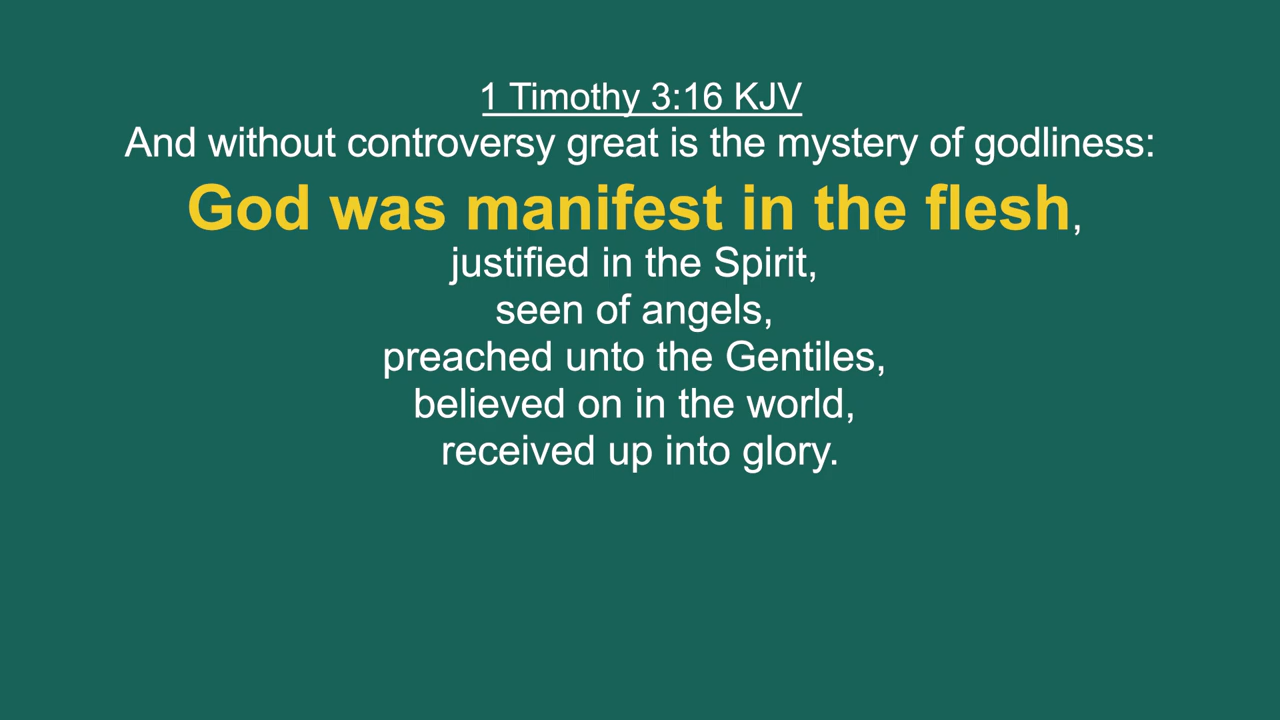 1 Timothy 3:16 KJV
And without controversy great is the mystery of godliness:
God was manifest in the flesh,
justified in the Spirit,
seen of angels,
preached unto the Gentiles,
believed on in the world,
received up into glory.